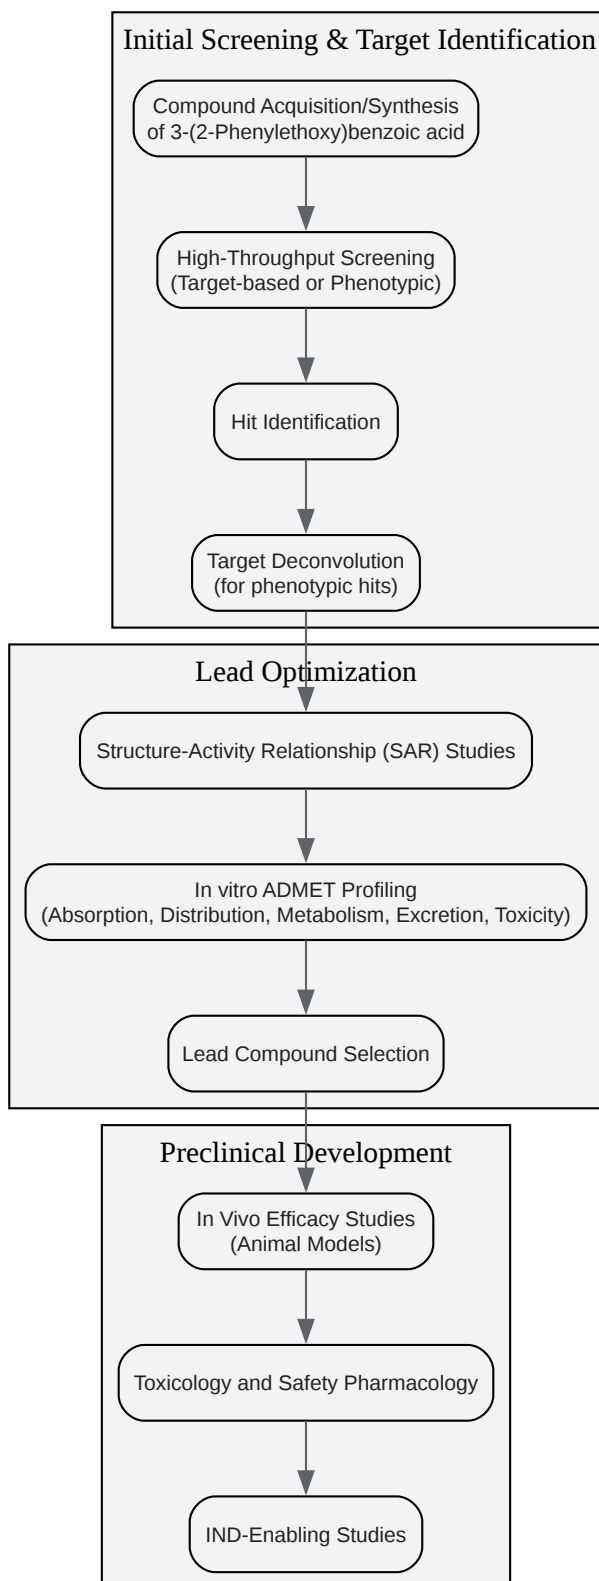 Initial Screening & Target Identification
Compound Acquisition/Synthesis
of 3-(2-Phenylethoxy)benzoic acid
High-Throughput Screening
(Target-based or Phenotypic)
Hit Identification
Target Deconvolution
(for phenotypic hits)
Lead Optimization
Structure-Activity Relationship (SAR) Studies
In vitro ADMET Profiling
(Absorption, Distribution, Metabolism, Excretion, Toxicity)
Lead Compound Selection
Preclinical Development
In Vivo Efficacy Studies
(Animal Models)
Toxicology and Safety Pharmacology
IND-Enabling Studies